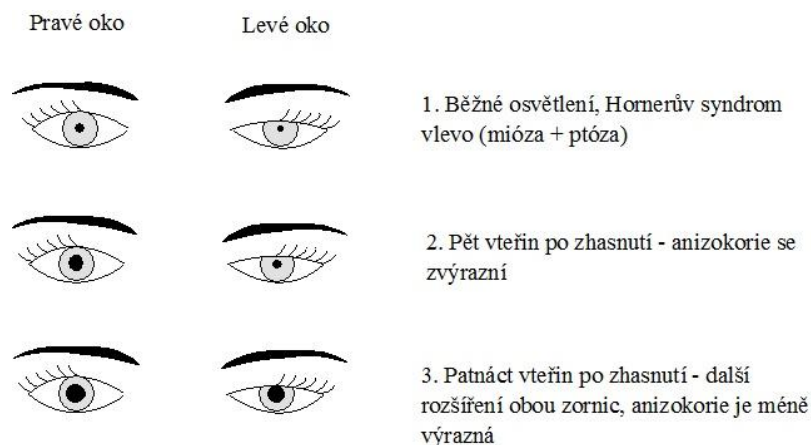 Pravé oko
Levé oko
1. Běžné osvětlení, Hornerův syndrom
vlevo (mióza + ptóza)
2. Pět vteřin po zhasnutí - anizokorie se
zvýrazní
3. Patnáct vteřin po zhasnutí - další
rozšíření obou zornic, anizokorie je méně
výrazná